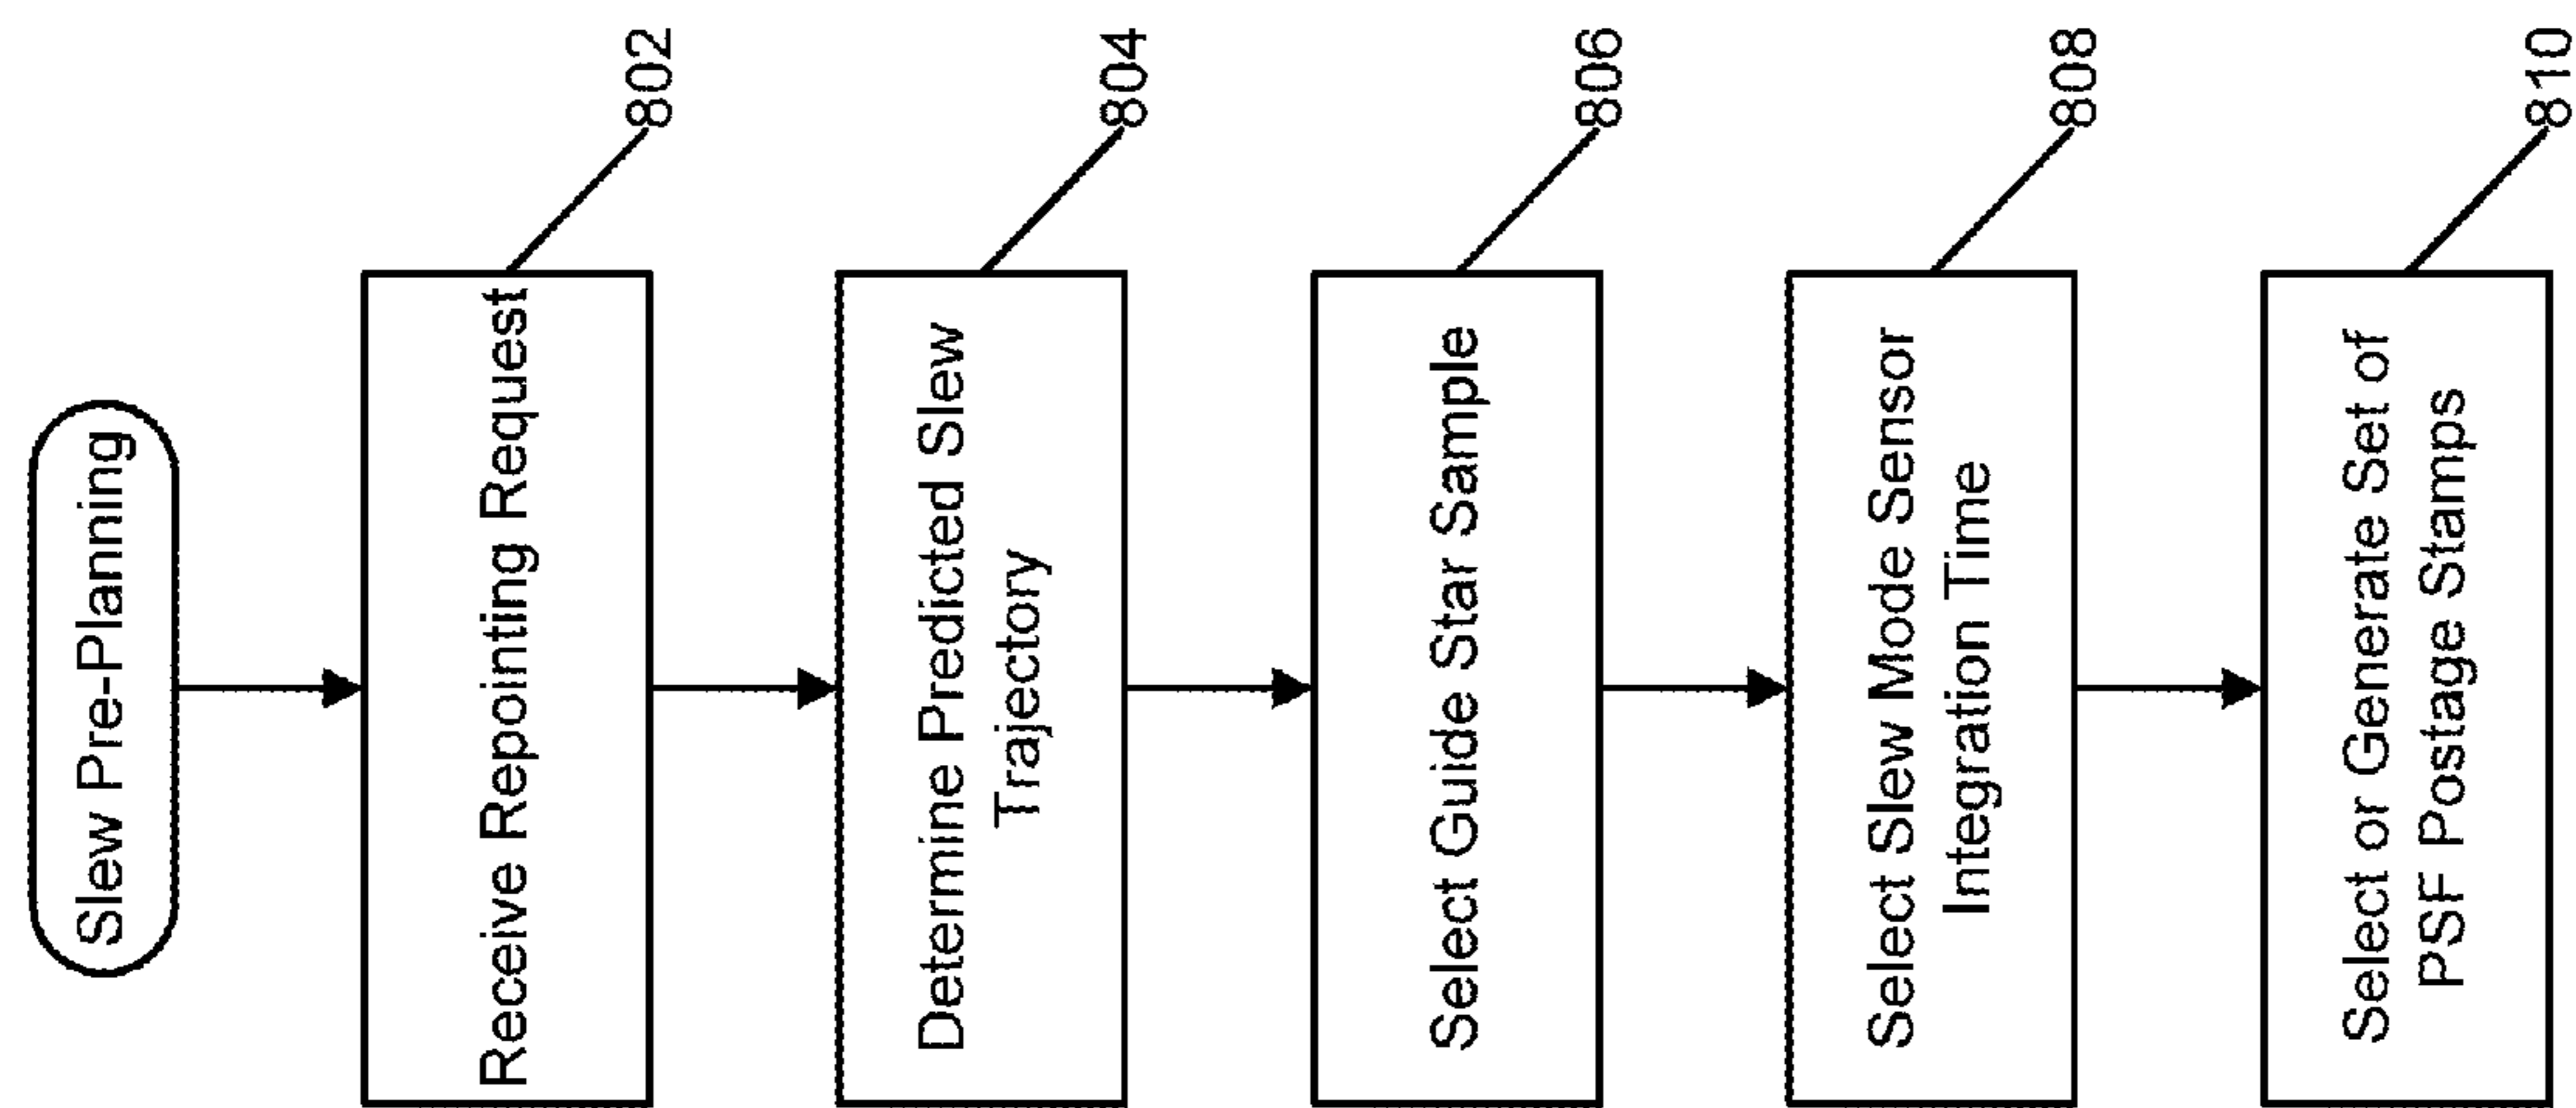 Slew Pre-Planning
Receive Repointing Request
802
Determine Predicted Slew
Trajectory
804
Select Guide Star Sample
806
Select Slew Mode Sensor
Integration Time
808
Select or Generate Set of
PSF Postage Stamps
810